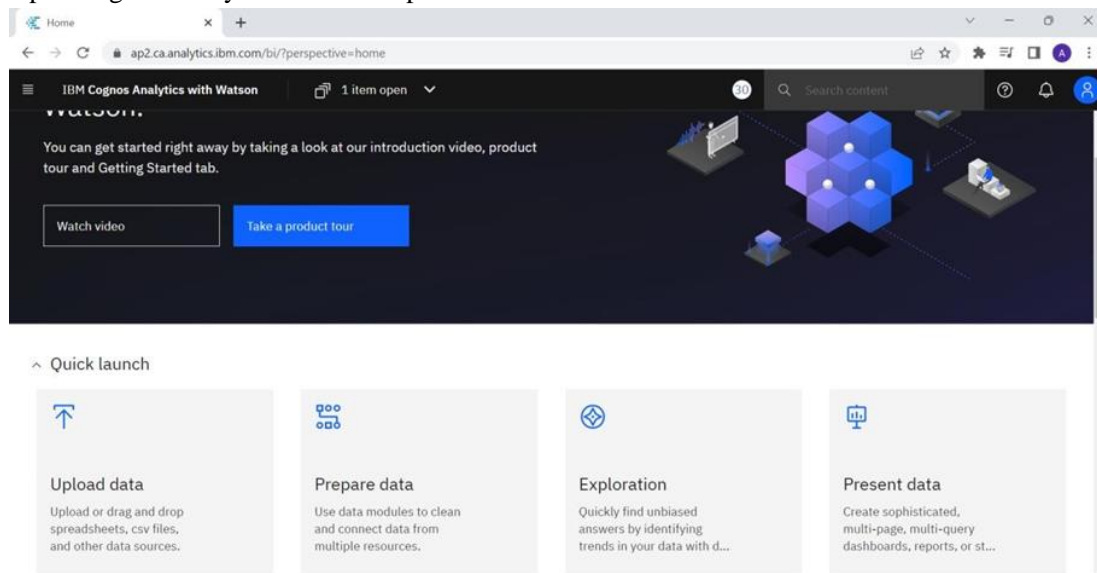 Home
ap2.ca.analytics.ibm.com/bi/?perspective=home
A
IBM Cognos Analytics with Watson
1 item open
30
Search content
Watson.
You can get started right away by taking a look at our introduction video, product
tour and Getting Started tab.
Watch video
Take a product tour
Quick launch
Upload data
Upload or drag and drop
spreadsheets, csv files,
and other data sources.
Prepare data
Use data modules to clean
and connect data from
multiple resources.
Exploration
Quickly find unbiased
answers by identifying
trends in your data with d...
Present data
Create sophisticated,
multi-page, multi-query
dashboards, reports, or st...